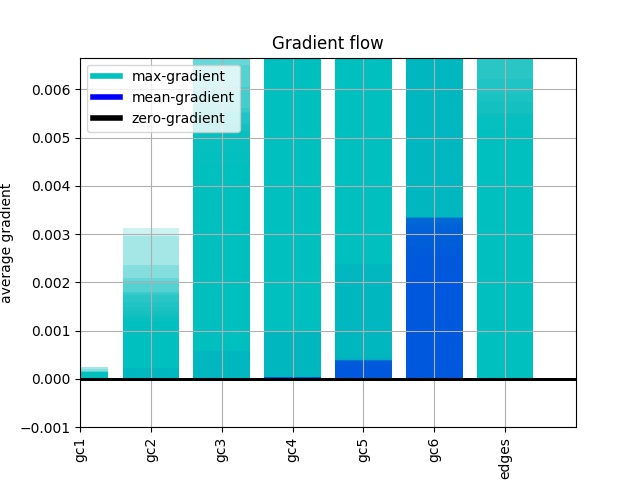 Gradient flow
max-gradient
mean-gradient
zero-gradient
average gradient
0.006
0.005
0.004
0.003
0.002
0.001
0.000
−0.001
gc1
gc2
gc3
gc4
gc5
gc6
edges